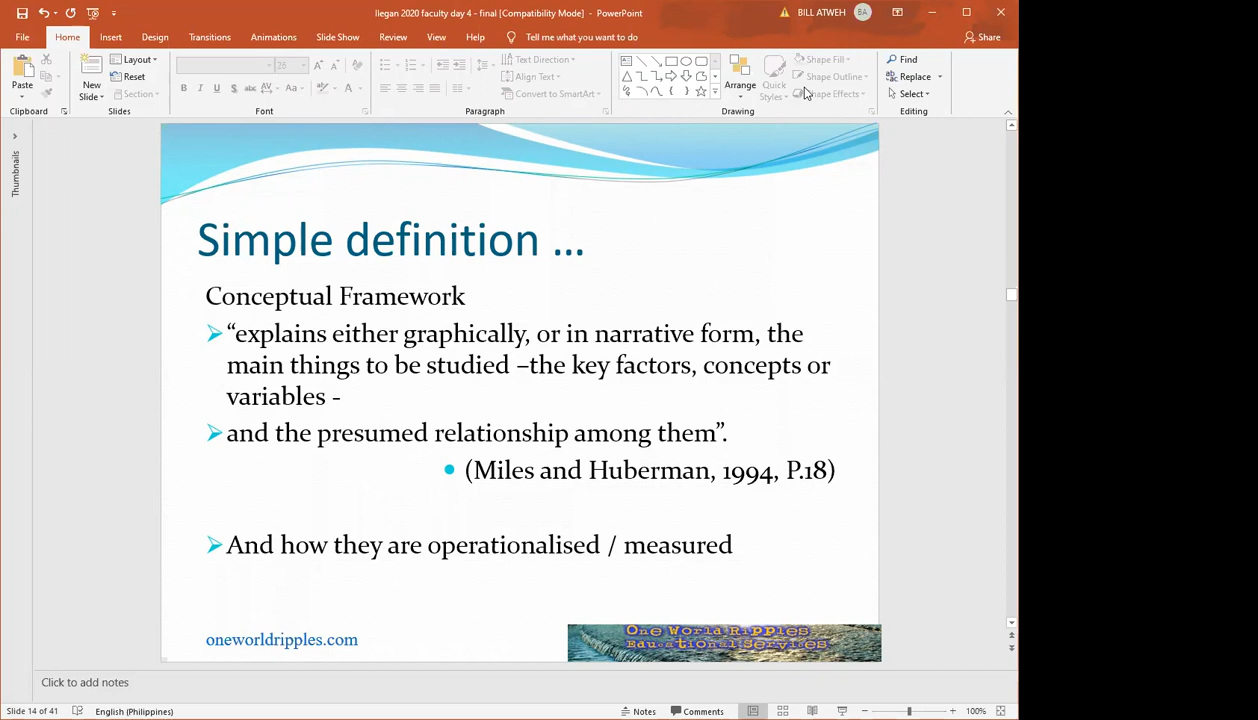 llegan 2020 faculty day 4 - final [Compatibility Mode] - PowerPoint
BILL ATWEH
BA
File Home Insert Design Transitions Animations Slide Show Review View Help Tell me what you want to do Share
Paste
Clipboard
New Slide
Layout
Reset
Section
Slides
26
B I U S abc AV Aa A
Font
Text Direction
Align Text
Convert to SmartArt
Paragraph
Arrange
Quick Styles
Shape Fill
Shape Outline
Shape Effects
Drawing
Find
Replace
Select
Editing
Thumbnails
Simple definition ...
Conceptual Framework
“explains either graphically, or in narrative form, the
main things to be studied –the key factors, concepts or
variables -
and the presumed relationship among them”.
(Miles and Huberman, 1994, P.18)
And how they are operationalised / measured
oneworldripples.com
One World Ripples
Educational Services
Click to add notes
Slide 14 of 41 English (Philippines) Notes Comments 100%